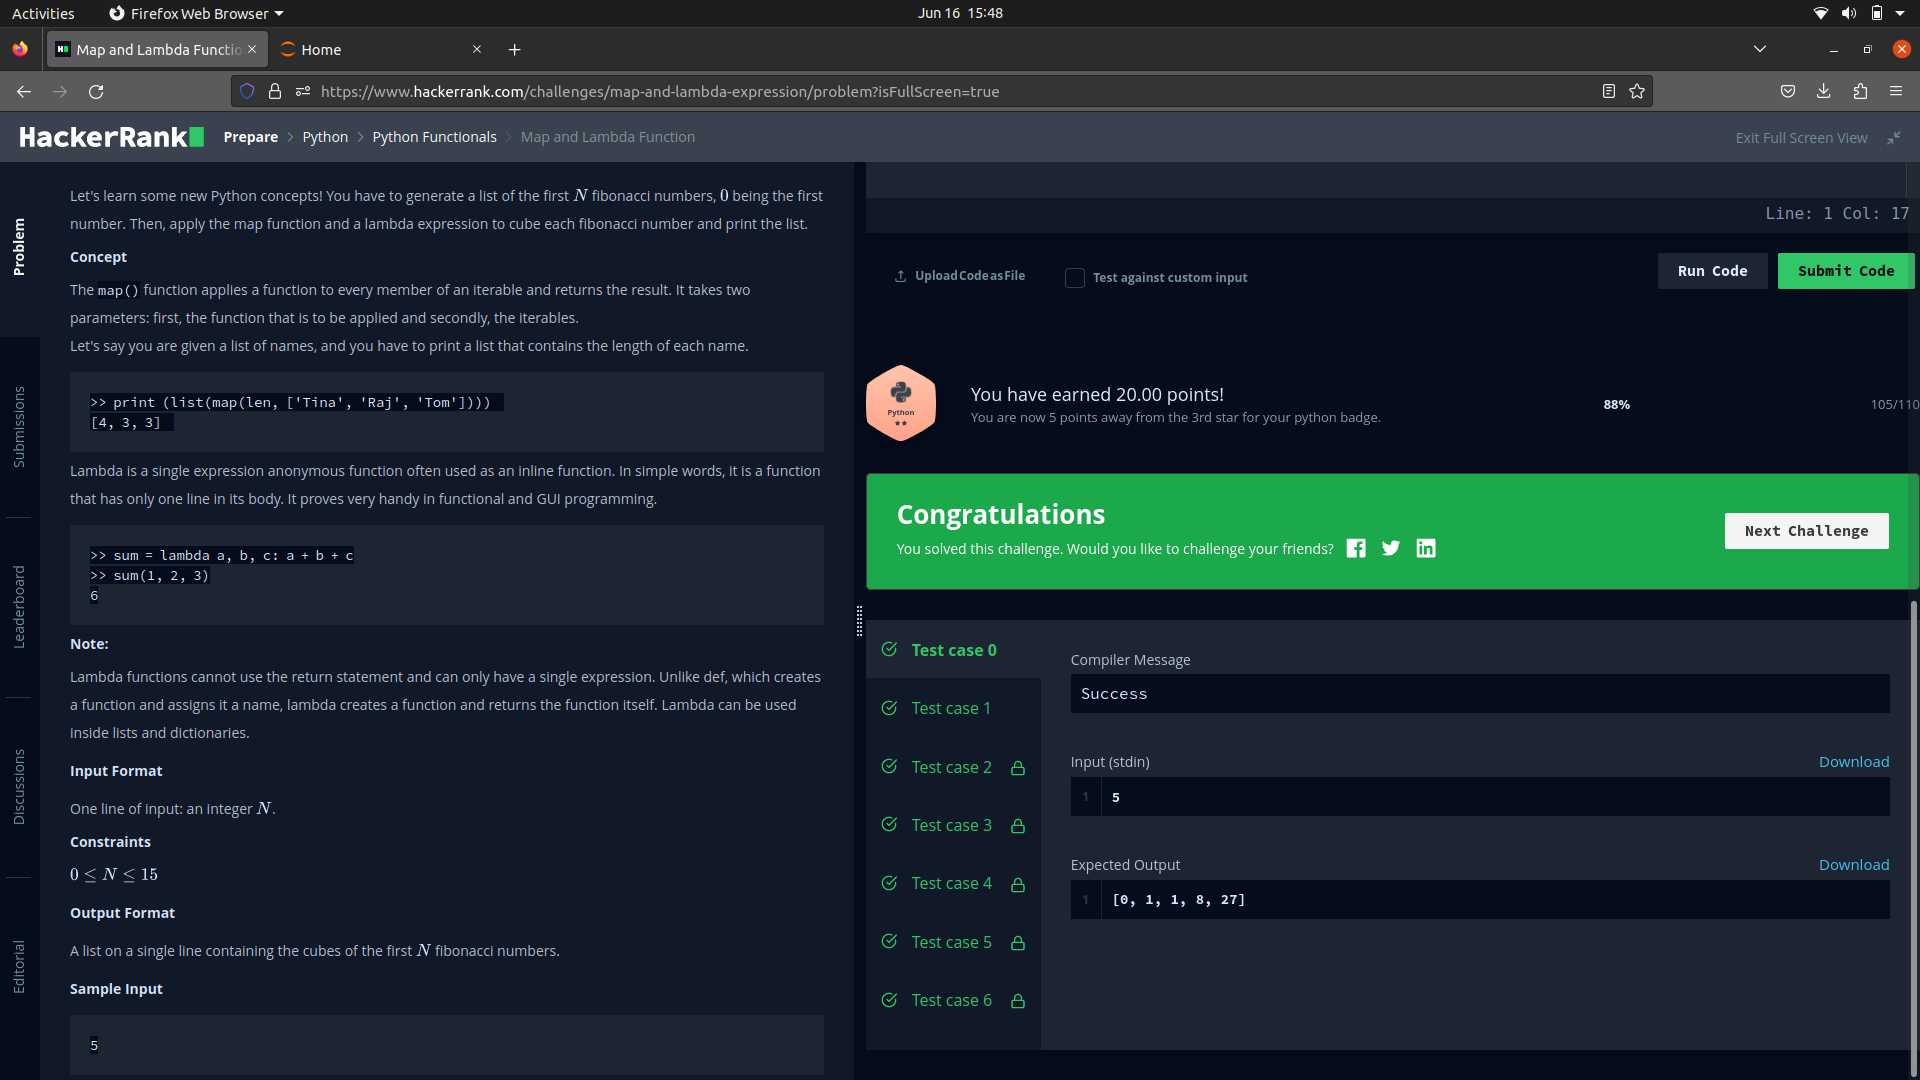 Activities
Firefox Web Browser
Jun 16 15:48
Map and Lambda Functio
Home
https://www.hackerrank.com/challenges/map-and-lambda-expression/problem?isFullScreen=true
HackerRank
Prepare > Python > Python Functionals > Map and Lambda Function
Exit Full Screen View
Problem
Submissions
Leaderboard
Discussions
Editorial
Let's learn some new Python concepts! You have to generate a list of the first N fibonacci numbers, 0 being the first
number. Then, apply the map function and a lambda expression to cube each fibonacci number and print the list.
Concept
The map() function applies a function to every member of an iterable and returns the result. It takes two
parameters: first, the function that is to be applied and secondly, the iterables.
Let's say you are given a list of names, and you have to print a list that contains the length of each name.
>> print (list(map(len, ['Tina', 'Raj', 'Tom'])))
[4, 3, 3]
Lambda is a single expression anonymous function often used as an inline function. In simple words, it is a function
that has only one line in its body. It proves very handy in functional and GUI programming.
>> sum = lambda a, b, c: a + b + c
>> sum(1, 2, 3)
6
Note:
Lambda functions cannot use the return statement and can only have a single expression. Unlike def, which creates
a function and assigns it a name, lambda creates a function and returns the function itself. Lambda can be used
inside lists and dictionaries.
Input Format
One line of input: an integer N.
Constraints
0 ≤ N ≤ 15
Output Format
A list on a single line containing the cubes of the first N fibonacci numbers.
Sample Input
5
Line: 1 Col: 17
Upload Code as File
Test against custom input
Run Code
Submit Code
Python
You have earned 20.00 points!
You are now 5 points away from the 3rd star for your python badge.
88%
105/110
Congratulations
You solved this challenge. Would you like to challenge your friends?
Next Challenge
Test case 0
Test case 1
Test case 2
Test case 3
Test case 4
Test case 5
Test case 6
Compiler Message
Success
Input (stdin)
Download
1
5
Expected Output
Download
1
[0, 1, 1, 8, 27]